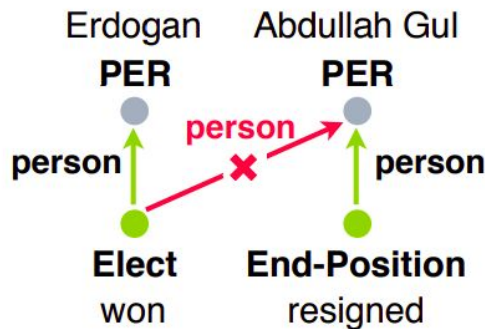 Erdogan Abdullah Gul
PER PER
person
person person
Elect End-Position
won resigned